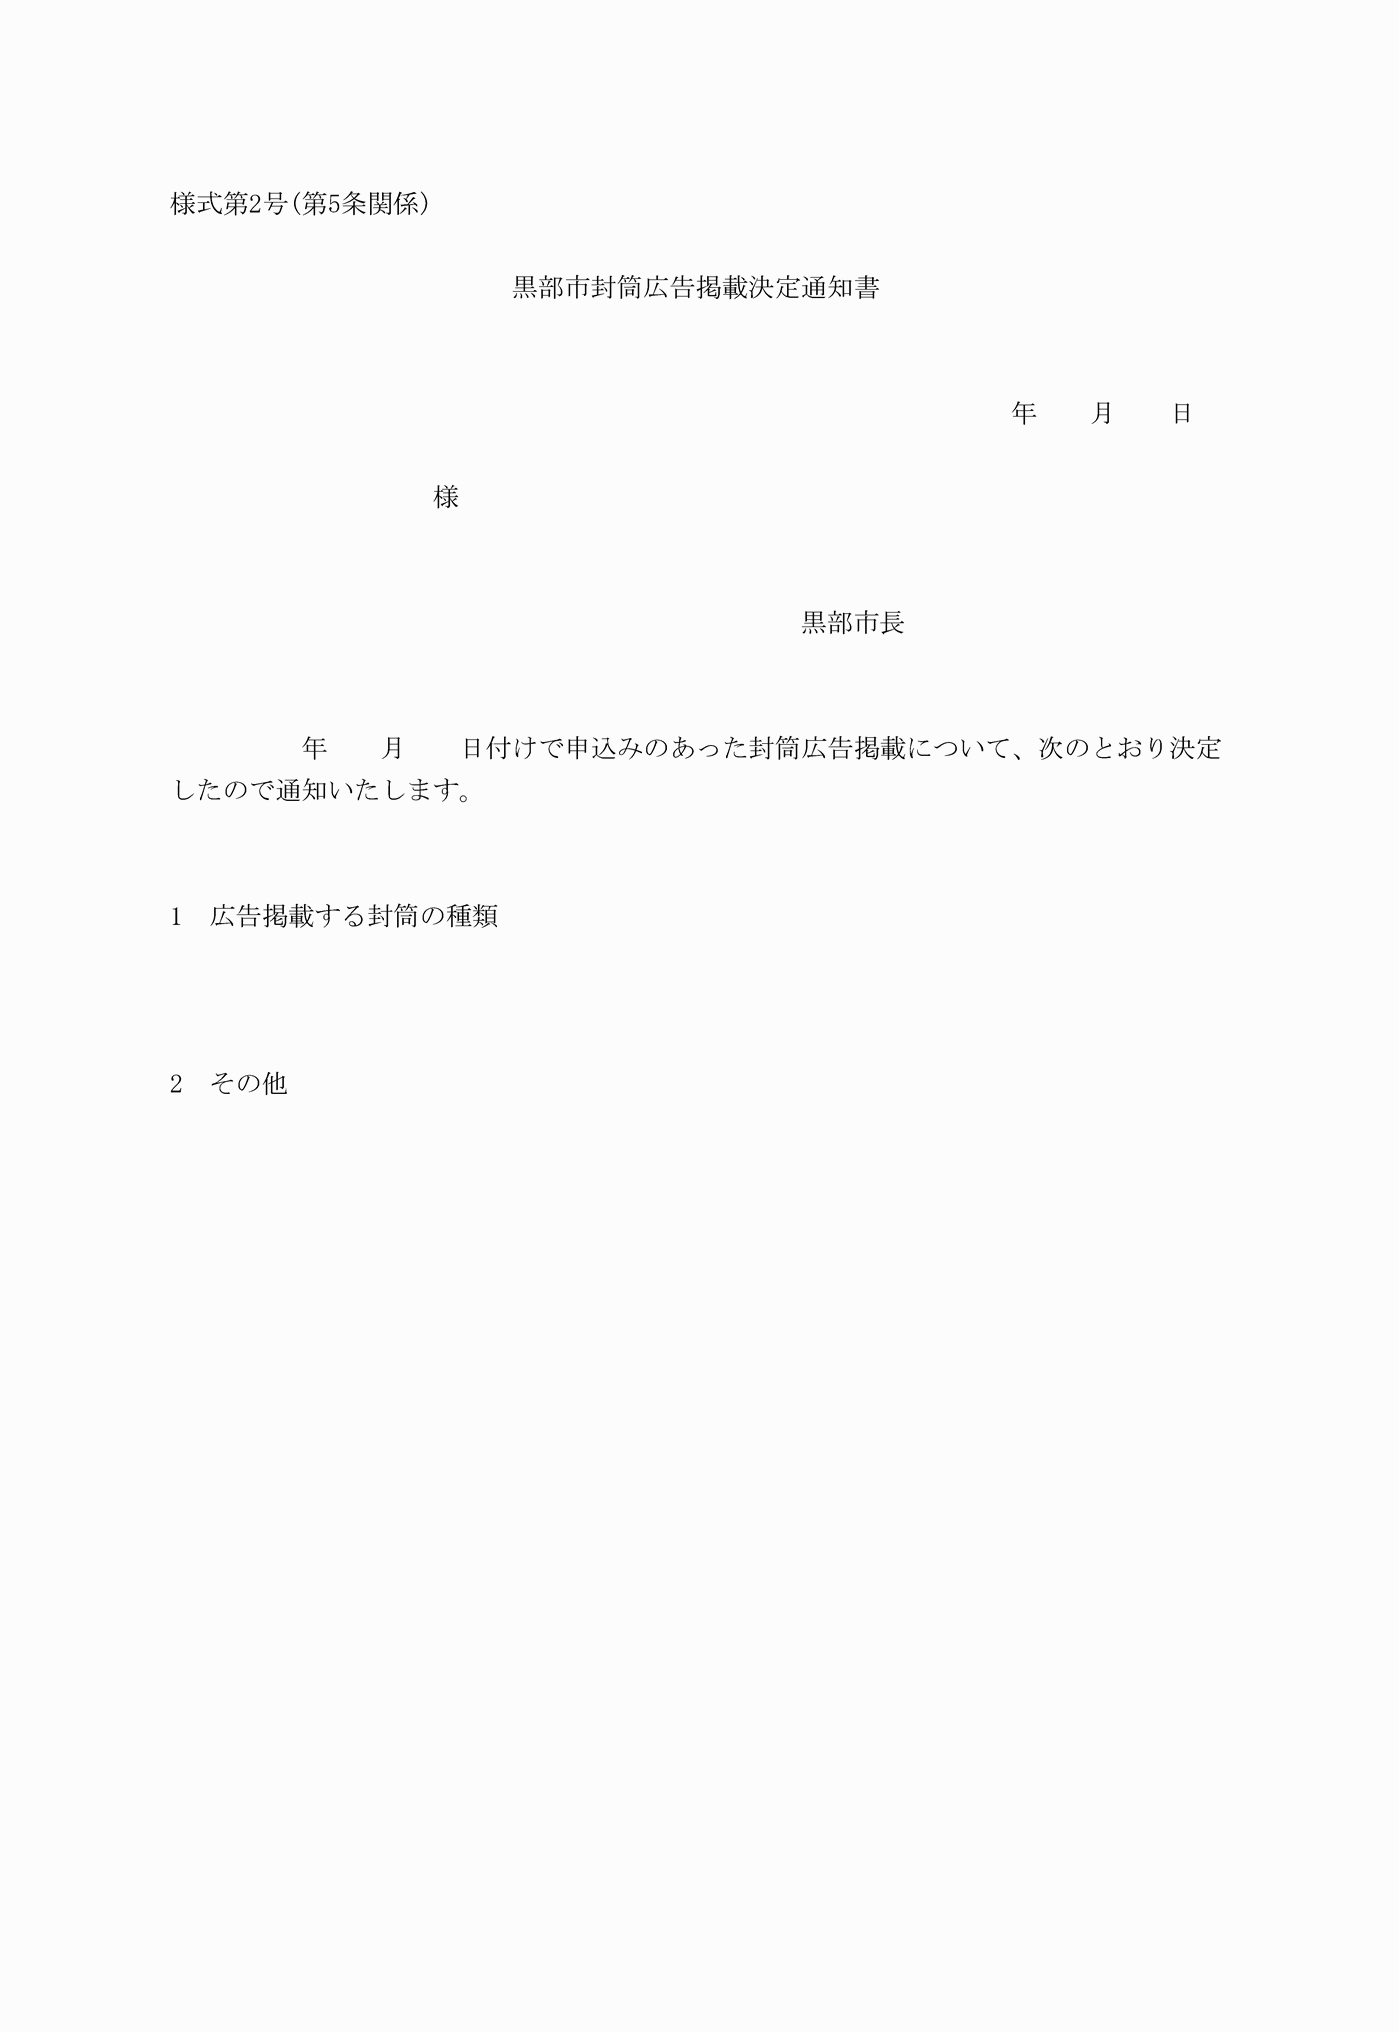 様式第2号(第5条関係)
黒部市封筒広告掲載決定通知書
年　　月　　日
様
黒部市長
年　　月　　日付けで申込みのあった封筒広告掲載について、次のとおり決定
したので通知いたします。
1　広告掲載する封筒の種類
2　その他